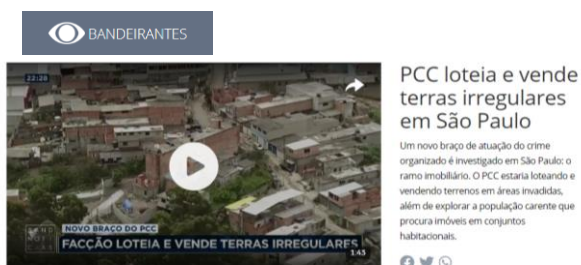 BANDEIRANTES
22:28
NOVO BRAÇO DO PCC
FACÇÃO LOTEIA E VENDE TERRAS IRREGULARES
1:45
PCC loteia e vende
terras irregulares
em São Paulo
Um novo braço de atuação do crime
organizado é investigado em São Paulo: o
ramo imobiliário. O PCC estaria loteando e
vendendo terrenos em áreas invadidas,
além de explorar a população carente que
procura imóveis em conjuntos
habitacionais.